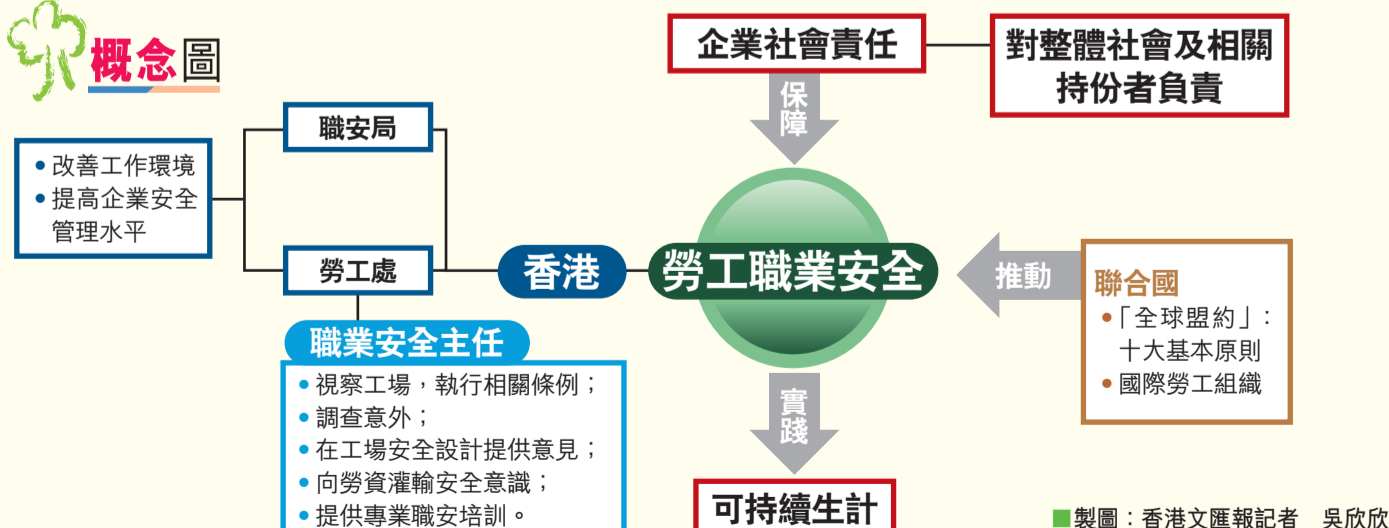 概念圖
企業社會責任
對整體社會及相關
持份者負責
保障
職安局
• 改善工作環境
• 提高企業安全
管理水平
勞工處
香港
勞工職業安全
推動
聯合國
•「全球盟約」：
十大基本原則
• 國際勞工組織
職業安全主任
• 視察工場，執行相關條例；
• 調查意外；
• 在工場安全設計提供意見；
• 向勞資灌輸安全意識；
• 提供專業職安培訓。
實踐
可持續生計
■製圖：香港文匯報記者　吳欣欣